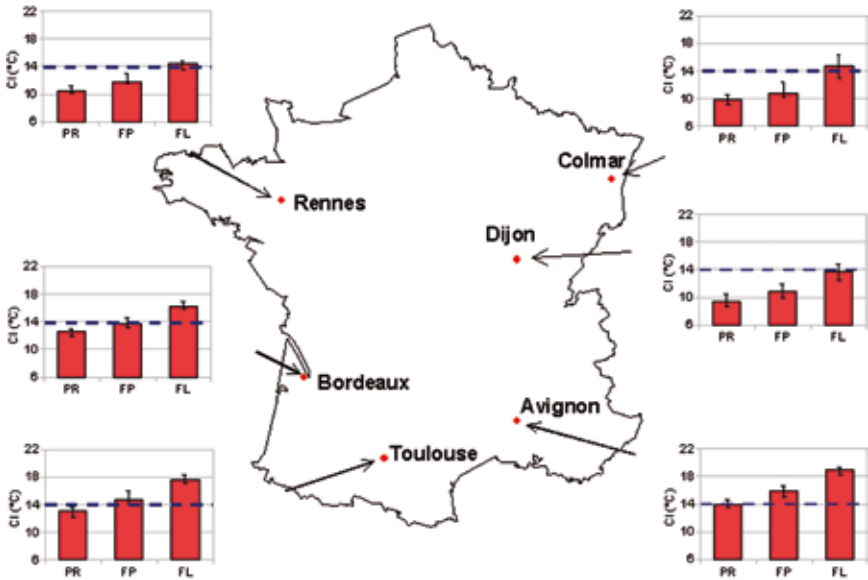 22
18
14
10
6
CI (°C)
PR FP FL
22
18
14
10
6
CI (°C)
PR FP FL
Colmar
Rennes
Dijon
22
18
14
10
6
CI (°C)
PR FP FL
22
18
14
10
6
CI (°C)
PR FP FL
Bordeaux
Avignon
Toulouse
22
18
14
10
6
CI (°C)
PR FP FL
22
18
14
10
6
CI (°C)
PR FP FL